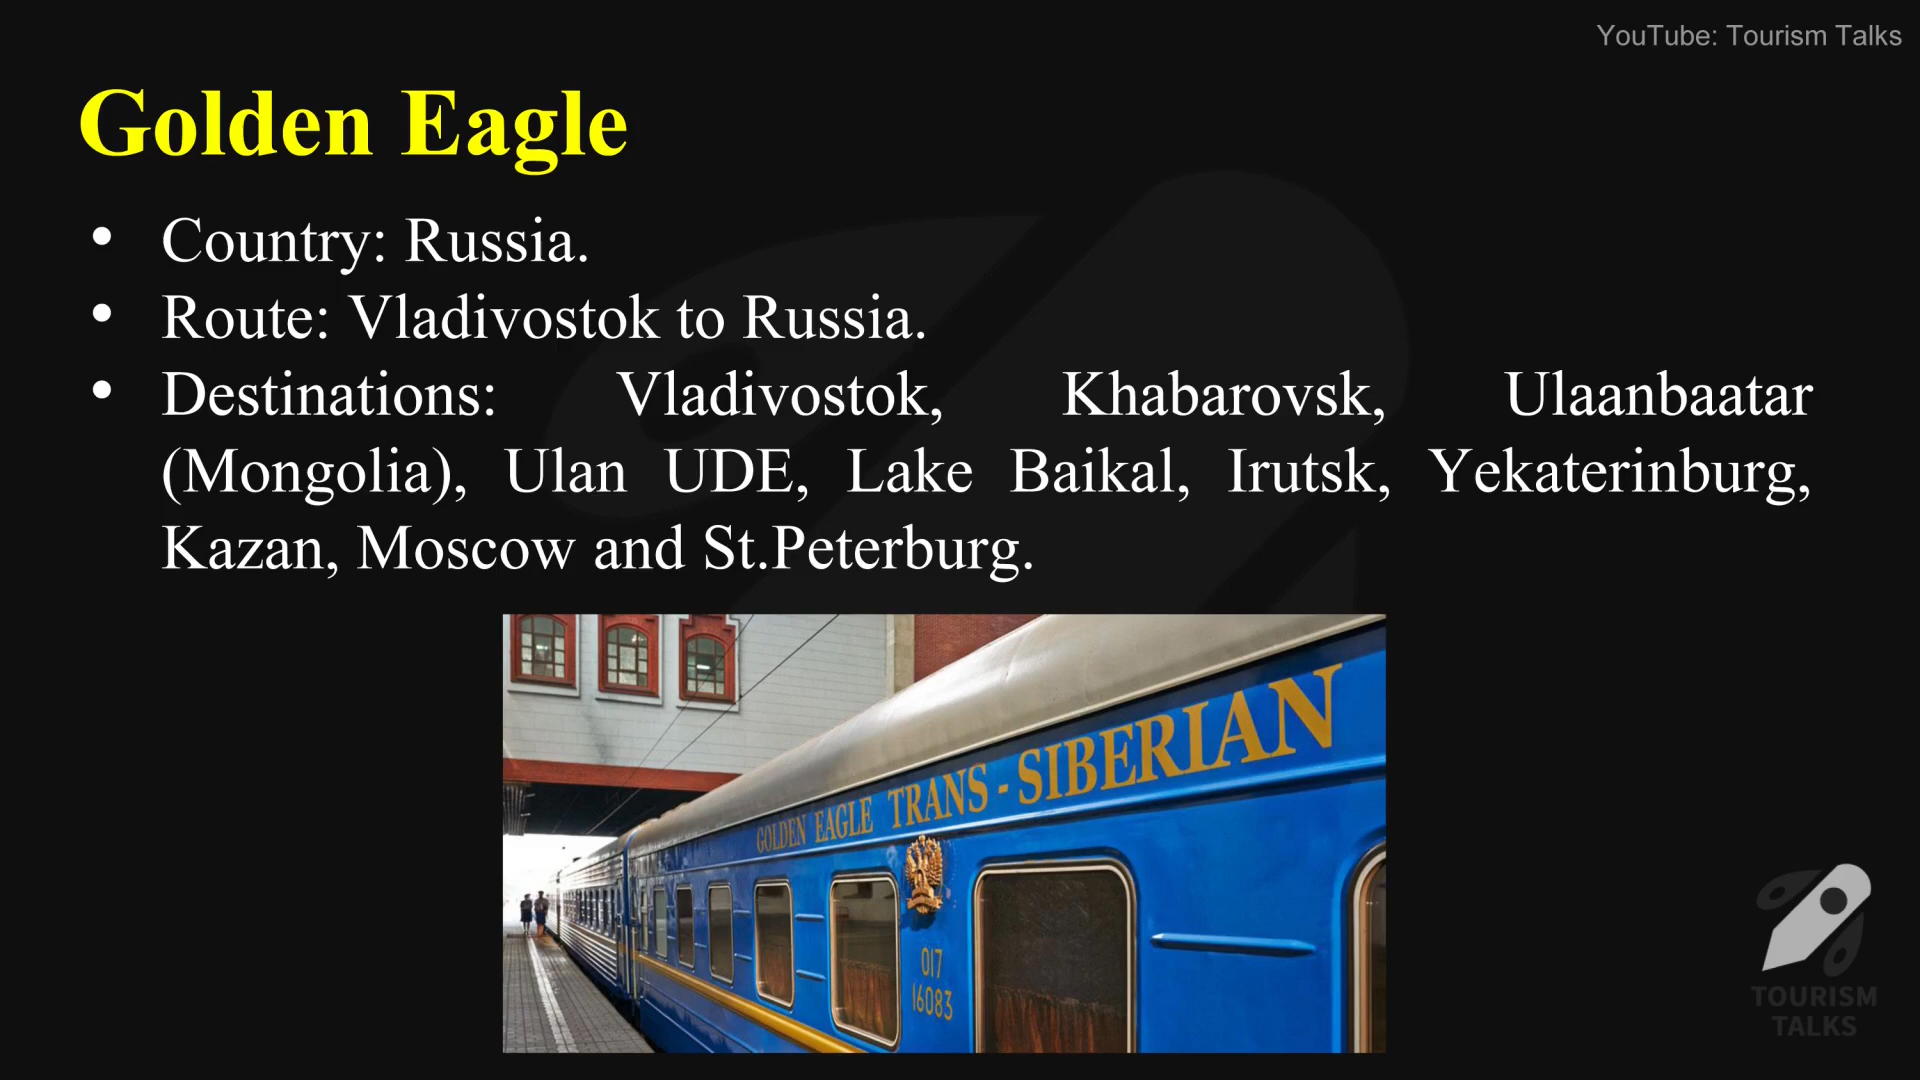 YouTube: Tourism Talks
Golden Eagle
• Country: Russia.
• Route: Vladivostok to Russia.
• Destinations: Vladivostok, Khabarovsk, Ulaanbaatar
(Mongolia), Ulan UDE, Lake Baikal, Irutsk, Yekaterinburg,
Kazan, Moscow and St.Peterburg.
GOLDEN EAGLE TRANS-SIBERIAN
017
16083
TOURISM
TALKS